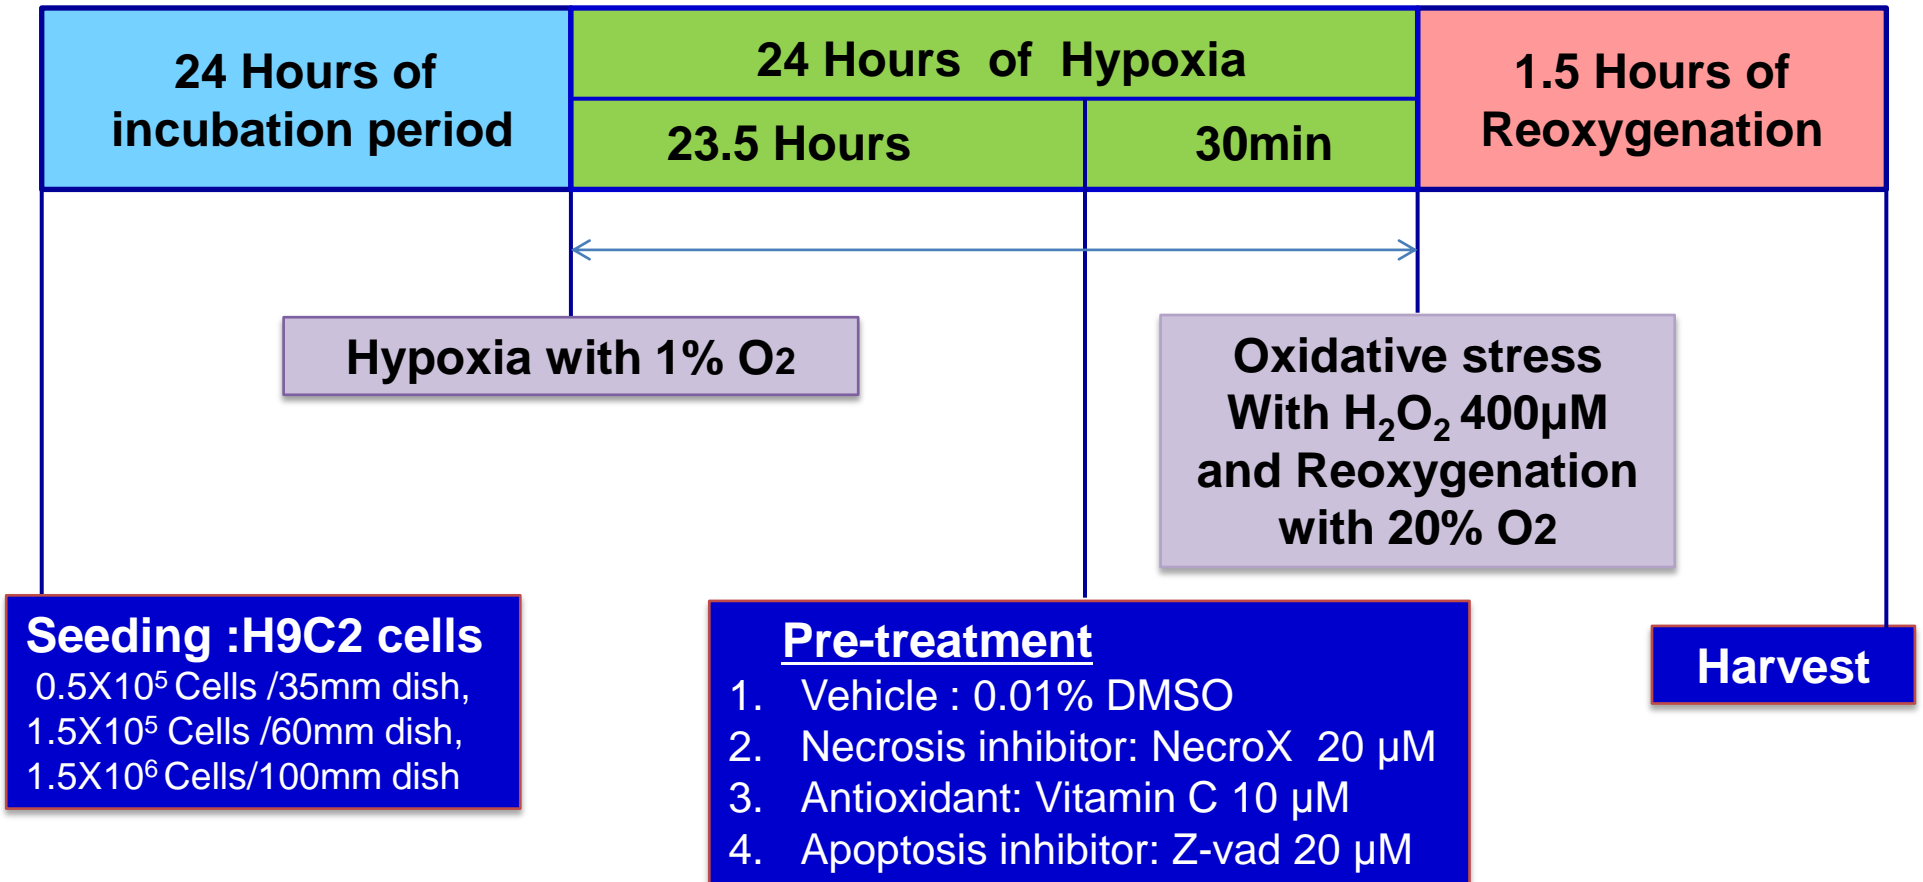 24 Hours of
incubation period
24 Hours of Hypoxia
23.5 Hours
30min
1.5 Hours of
Reoxygenation
Hypoxia with 1% O2
Oxidative stress
With H₂O₂ 400μM
and Reoxygenation
with 20% O2
Seeding :H9C2 cells
0.5X10⁵ Cells /35mm dish,
1.5X10⁵ Cells /60mm dish,
1.5X10⁶ Cells/100mm dish
Pre-treatment
1. Vehicle : 0.01% DMSO
2. Necrosis inhibitor: NecroX 20 μM
3. Antioxidant: Vitamin C 10 μM
4. Apoptosis inhibitor: Z-vad 20 μM
Harvest